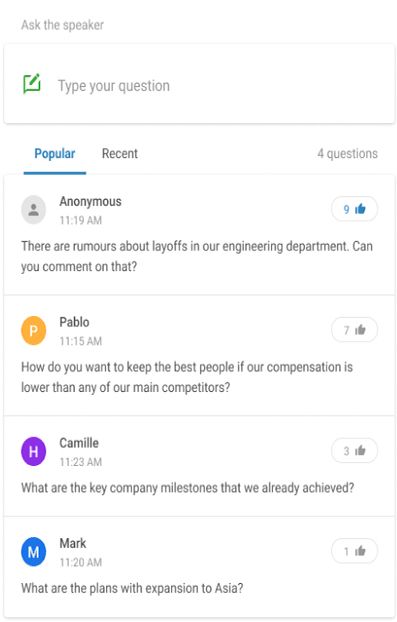 Ask the speaker
Type your question
Popular Recent 4 questions
Anonymous
11:19 AM
9
There are rumours about layoffs in our engineering department. Can
you comment on that?
P
Pablo
11:15 AM
7
How do you want to keep the best people if our compensation is
lower than any of our main competitors?
H
Camille
11:23 AM
3
What are the key company milestones that we already achieved?
M
Mark
11:20 AM
1
What are the plans with expansion to Asia?